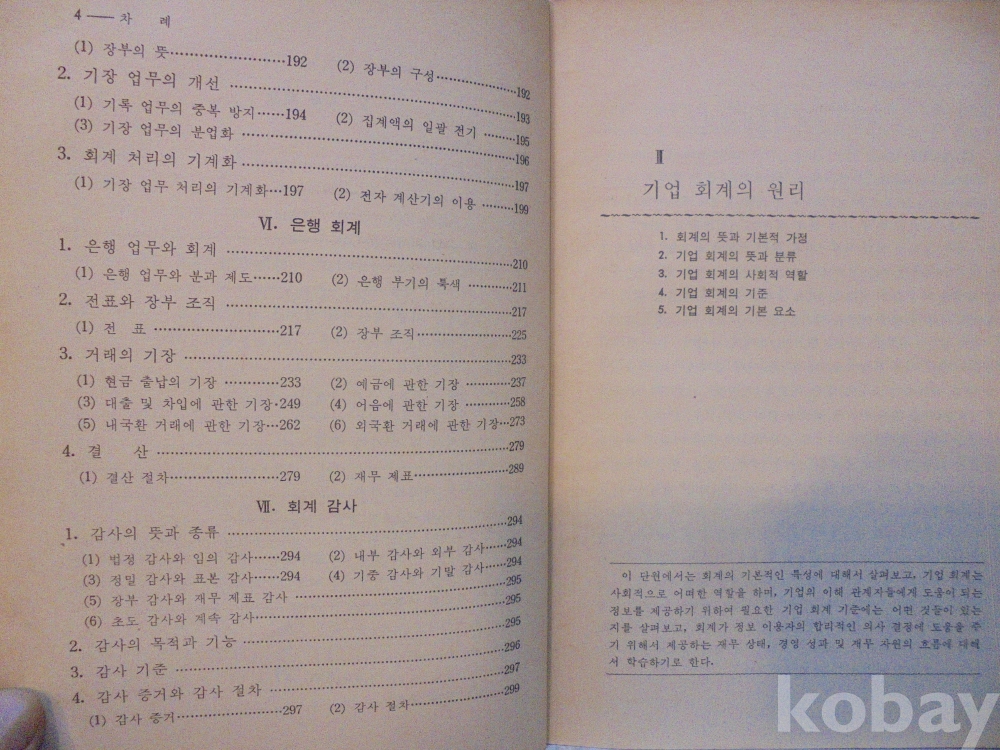 4 — 차 례
(1) 장부의 뜻……………………192 (2) 장부의 구성……………192
2. 기장 업무의 개선……………………………………193
(1) 기록 업무의 중복 방지……194 (2) 집계액의 일괄 전기……195
(3) 기장 업무의 분업화……………………………………196
3. 회계 처리의 기계화……………………………………197
(1) 기장 업무 처리의 기계화…197 (2) 전자 계산기의 이용……199
Ⅵ. 은행 회계
1. 은행 업무와 회계……………………………………210
(1) 은행 업무와 분과 제도……210 (2) 은행 부기의 특색………211
2. 전표와 장부 조직……………………………………217
(1) 전 표……………………217 (2) 장부 조직………………225
3. 거래의 기장……………………………………233
(1) 현금 출납의 기장…………233 (2) 예금에 관한 기장………237
(3) 대출 및 차입에 관한 기장·249 (4) 어음에 관한 기장………258
(5) 내국환 거래에 관한 기장…262 (6) 외국환 거래에 관한 기장…273
4. 결 산……………………………………279
(1) 결산 절차…………………279 (2) 재무 제표………………289
Ⅶ. 회계 감사
1. 감사의 뜻과 종류……………………………………294
(1) 법정 감사와 임의 감사……294 (2) 내부 감사와 외부 감사……294
(3) 정밀 감사와 표본 감사……294 (4) 기중 감사와 기말 감사……294
(5) 장부 감사와 재무 제표 감사……………………………295
(6) 초도 감사와 계속 감사……………………………295
2. 감사의 목적과 기능……………………………………295
3. 감사 기준……………………………………296
4. 감사 증거와 감사 절차……………………………………297
(1) 감사 증거…………………297 (2) 감사 절차………………299
Ⅱ
기업 회계의 원리
1. 회계의 뜻과 기본적 가정
2. 기업 회계의 뜻과 분류
3. 기업 회계의 사회적 역할
4. 기업 회계의 기준
5. 기업 회계의 기본 요소
이 단원에서는 회계의 기본적인 특성에 대해서 살펴보고, 기업 회계는
사회적으로 어떠한 역할을 하며, 기업의 이해 관계자들에게 도움이 되는
정보를 제공하기 위하여 필요한 기업 회계 기준에는 어떤 것들이 있는
지를 살펴보고, 회계가 정보 이용자의 합리적인 의사 결정에 도움을 주
기 위해서 제공하는 재무 상태, 경영 성과 및 재무 자원의 흐름에 대해
서 학습하기로 한다.
kobay